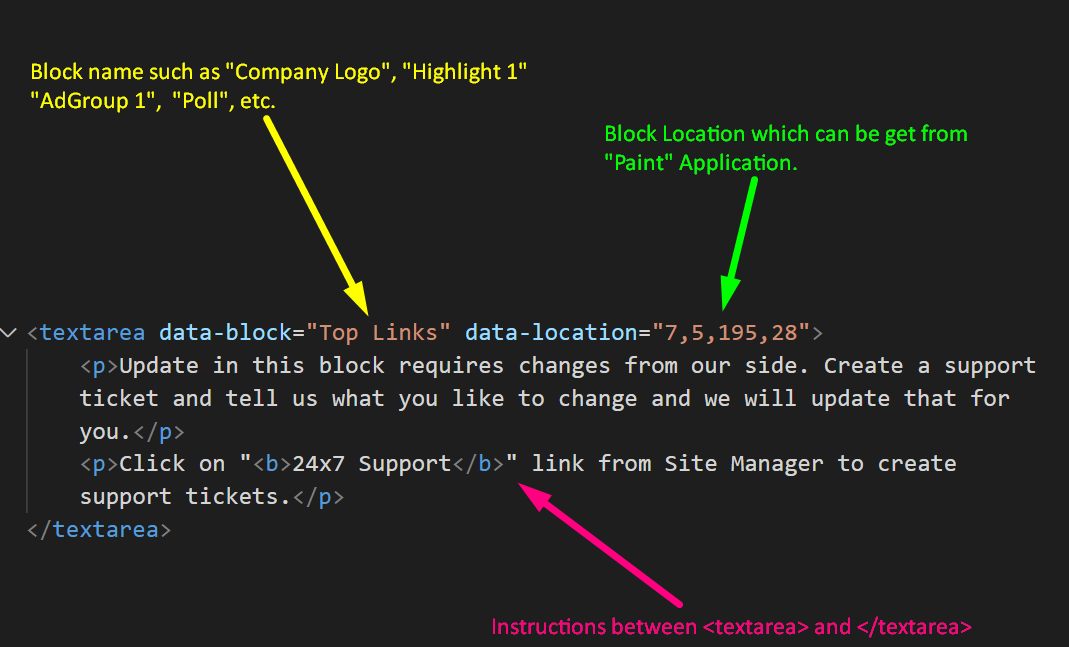 Block name such as "Company Logo", "Highlight 1"
"AdGroup 1", "Poll", etc.
Block Location which can be get from
"Paint" Application.
<textarea data-block="Top Links" data-location="7,5,195,28">
<p>Update in this block requires changes from our side. Create a support
ticket and tell us what you like to change and we will update that for
you.</p>
<p>Click on "<b>24x7 Support</b>" link from Site Manager to create
support tickets.</p>
</textarea>
Instructions between <textarea> and </textarea>